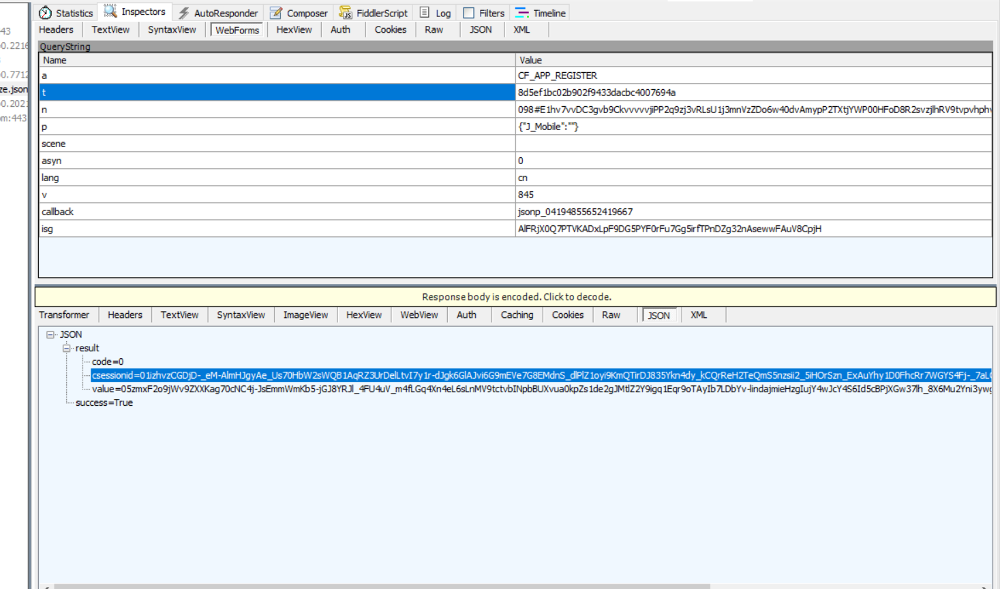 Statistics Inspectors AutoResponder Composer FiddlerScript Log Filters Timeline
Headers TextView SyntaxView WebForms HexView Auth Cookies Raw JSON XML
43
=0.2216
=0.7712
ze.json
=0.2021
om:443
QueryString
Name Value
a CF_APP_REGISTER
t 8d5ef1bc02b902f9433dacbc4007694a
n 098#E1hv7vvDC3gvb9CkvvvvvjiPP2q9zj3vRLsU1j3mnVzZDo6w40dvAmypP2TXtjYWP00HFoD8R2svzjlhRV9tvpvhphv
p {"J_Mobile":""}
scene
asyn 0
lang cn
v 845
callback jsonp_04194855652419667
isg AlFRjX0Q7PTVKADxLpF9DG5PYF0rFu7Gg5irfTPnDZg32nAsewwFAuV8CpjH
Response body is encoded. Click to decode.
Transformer Headers TextView SyntaxView ImageView HexView WebView Auth Caching Cookies Raw JSON XML
JSON
result
code=0
csessionid=01izhvzCGDjD-_eM-AlmHJgyAe_Us70HbW2sWQB1AqRZ3UrDelLtvI7y1r-dJgk6GlAJvi6G9mEVe7G8EMdnS_dlPlZ1oyi9KmQTirDJ835Ykn4dy_kCQrReH2TeQmS5nzsii2_5iHOrSzn_ExAuYhy1D0FhcRr7WGYS4Fj-_7aL
value=05zmxF2o9jWv9ZXXKag70cNC4j-JsEmmWmKb5-jGJ8YRJl_4FU4uV_m4fLGq4Xn4eL6sLnMV9tctvbINpbBUXvua0kpZs1de2gJMtlZ2Y9igq1Eqr9oTAyIb7LDbYv-lindajmieHzgIujY4wJcY4S6Id5cBPjXGw37lh_8X6Mu2Yni3yw
success=True